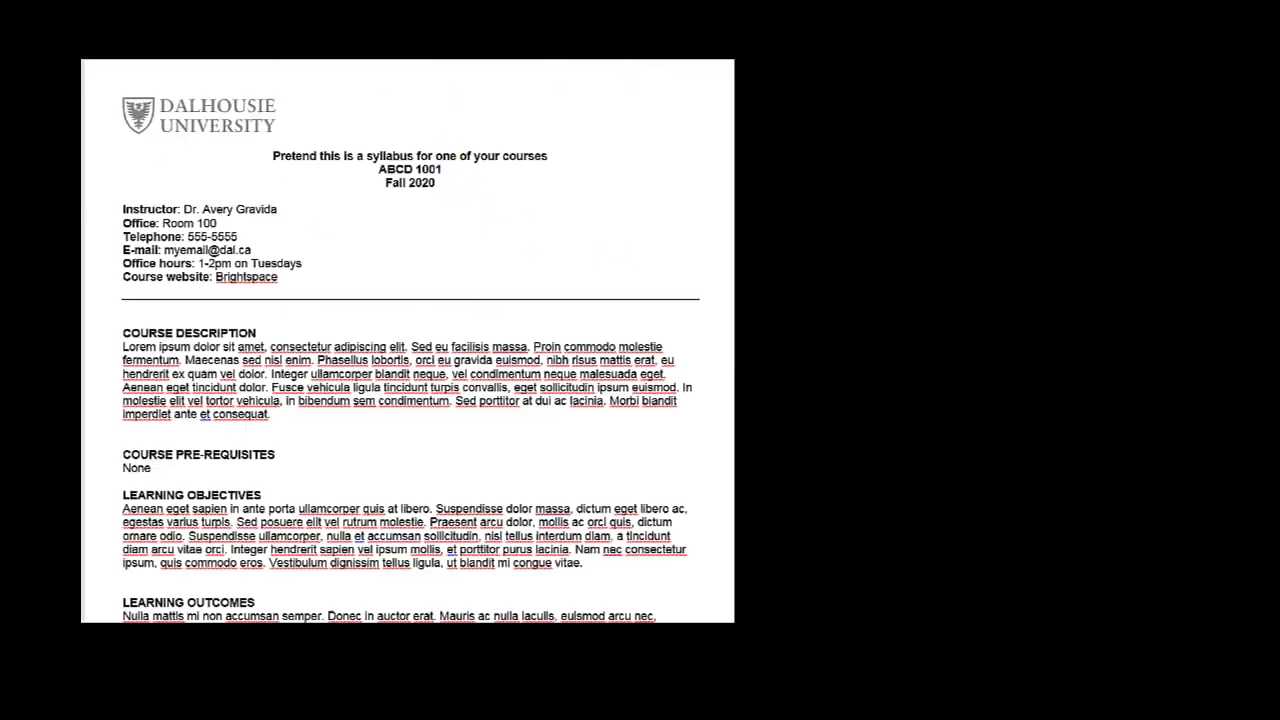 DALHOUSIE
UNIVERSITY
Pretend this is a syllabus for one of your courses
ABCD 1001
Fall 2020
Instructor: Dr. Avery Gravida
Office: Room 100
Telephone: 555-5555
E-mail: myemail@dal.ca
Office hours: 1-2pm on Tuesdays
Course website: Brightspace
COURSE DESCRIPTION
Lorem ipsum dolor sit amet, consectetur adipiscing elit. Sed eu facilisis massa. Proin commodo molestie
fermentum. Maecenas sed nisl enim. Phasellus lobortis, orci eu gravida euismod, nibh risus mattis erat, eu
hendrerit ex quam vel dolor. Integer ullamcorper blandit neque, vel condimentum neque malesuada eget.
Aenean eget tincidunt dolor. Fusce vehicula ligula tincidunt turpis convallis, eget sollicitudin ipsum euismod. In
molestie elit vel tortor vehicula, in bibendum sem condimentum. Sed porttitor at dui ac lacinia. Morbi blandit
imperdiet ante et consequat.
COURSE PRE-REQUISITES
None
LEARNING OBJECTIVES
Aenean eget sapien in ante porta ullamcorper quis at libero. Suspendisse dolor massa, dictum eget libero ac,
egestas varius turpis. Sed posuere elit vel rutrum molestie. Praesent arcu dolor, mollis ac orci quis, dictum
ornare odio. Suspendisse ullamcorper, nulla et accumsan sollicitudin, nisl tellus interdum diam, a tincidunt
diam arcu vitae orci. Integer hendrerit sapien vel ipsum mollis, et porttitor purus lacinia. Nam nec consectetur
ipsum, quis commodo eros. Vestibulum dignissim tellus ligula, ut blandit mi congue vitae.
LEARNING OUTCOMES
Nulla mattis mi non accumsan semper. Donec in auctor erat. Mauris ac nulla iaculis, euismod arcu nec,